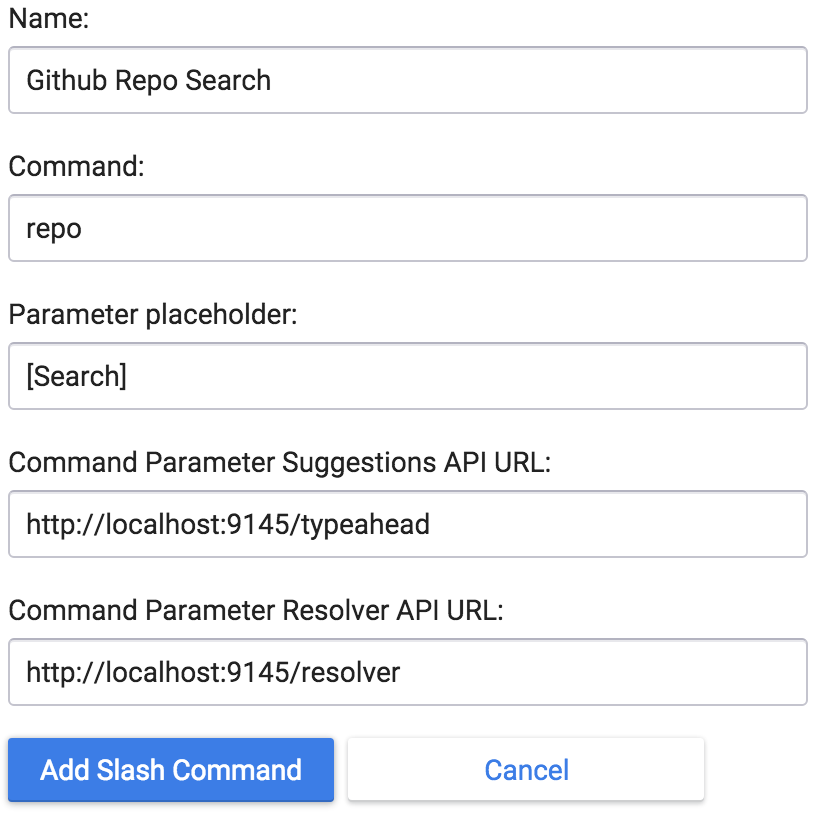 Name:
Github Repo Search
Command:
repo
Parameter placeholder:
[Search]
Command Parameter Suggestions API URL:
http://localhost:9145/typeahead
Command Parameter Resolver API URL:
http://localhost:9145/resolver
Add Slash Command
Cancel